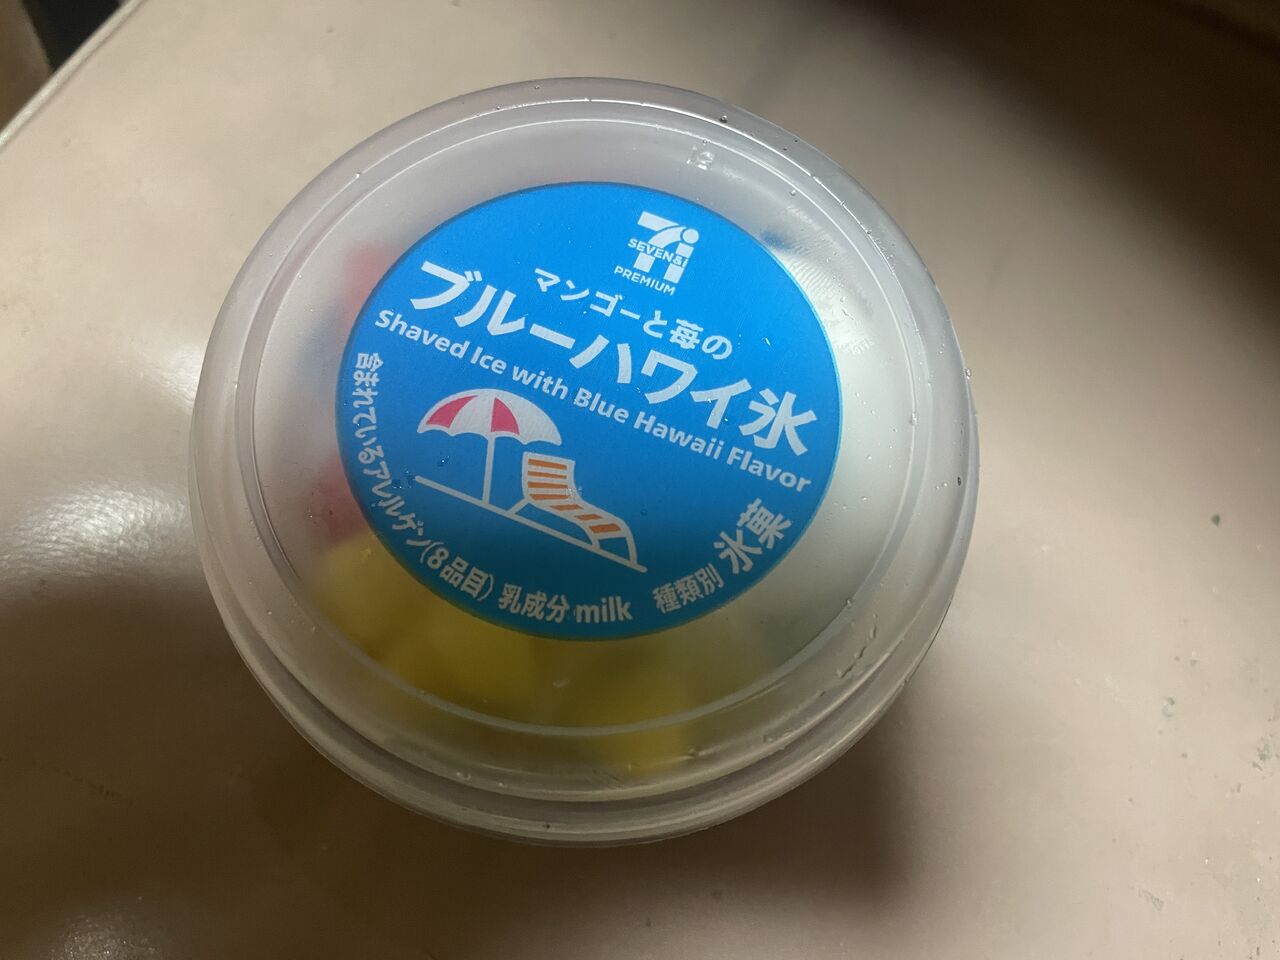 SEVEN&i
PREMIUM
マンゴーと苺の
ブルーハワイ氷
Shaved Ice with Blue Hawaii Flavor
含まれているアレルゲン(8品目) 乳成分 milk
種類別 氷菓